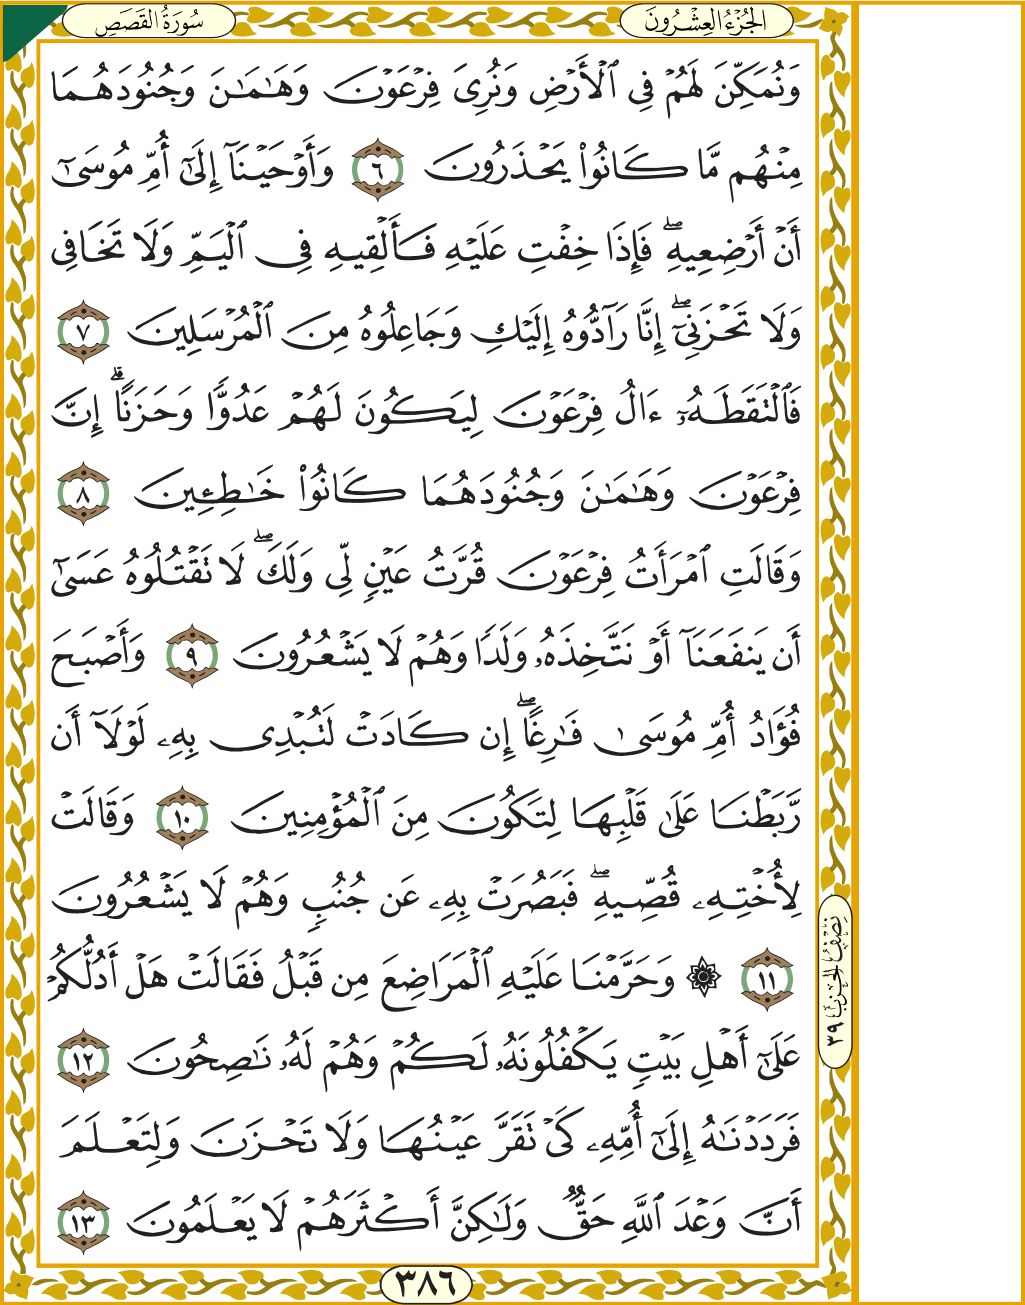 سُورَةُ القَصَصِ
الجُزْءُ العِشْرُونَ
وَنُمَكِّنَ لَهُمْ فِي ٱلْأَرْضِ وَنُرِيَ فِرْعَوْنَ وَهَـٰمَـٰنَ وَجُنُودَهُمَا
مِنْهُم مَّا كَانُوا۟ يَحْذَرُونَ ٦ وَأَوْحَيْنَآ إِلَىٰٓ أُمِّ مُوسَىٰٓ
أَنْ أَرْضِعِيهِ ۖ فَإِذَا خِفْتِ عَلَيْهِ فَأَلْقِيهِ فِي ٱلْيَمِّ وَلَا تَخَافِي
وَلَا تَحْزَنِيٓ ۖ إِنَّا رَآدُّوهُ إِلَيْكِ وَجَاعِلُوهُ مِنَ ٱلْمُرْسَلِينَ ٧
فَٱلْتَقَطَهُۥٓ ءَالُ فِرْعَوْنَ لِيَكُونَ لَهُمْ عَدُوًّا وَحَزَنًا ۗ إِنَّ
فِرْعَوْنَ وَهَـٰمَـٰنَ وَجُنُودَهُمَا كَانُوا۟ خَـٰطِـِٔينَ ٨
وَقَالَتِ ٱمْرَأَتُ فِرْعَوْنَ قُرَّتُ عَيْنٍ لِّي وَلَكَ ۖ لَا تَقْتُلُوهُ عَسَىٰٓ
أَن يَنفَعَنَآ أَوْ نَتَّخِذَهُۥ وَلَدًا وَهُمْ لَا يَشْعُرُونَ ٩ وَأَصْبَحَ
فُؤَادُ أُمِّ مُوسَىٰ فَـٰرِغًا ۖ إِن كَادَتْ لَتُبْدِي بِهِۦ لَوْلَآ أَن
رَّبَطْنَا عَلَىٰ قَلْبِهَا لِتَكُونَ مِنَ ٱلْمُؤْمِنِينَ ١٠ وَقَالَتْ
لِأُخْتِهِۦ قُصِّيهِ ۖ فَبَصُرَتْ بِهِۦ عَن جُنُبٍ وَهُمْ لَا يَشْعُرُونَ
١١ ۞ وَحَرَّمْنَا عَلَيْهِ ٱلْمَرَاضِعَ مِن قَبْلُ فَقَالَتْ هَلْ أَدُلُّكُمْ
عَلَىٰٓ أَهْلِ بَيْتٍ يَكْفُلُونَهُۥ لَكُمْ وَهُمْ لَهُۥ نَـٰصِحُونَ ١٢
فَرَدَدْنَـٰهُ إِلَىٰٓ أُمِّهِۦ كَيْ تَقَرَّ عَيْنُهَا وَلَا تَحْزَنَ وَلِتَعْلَمَ
أَنَّ وَعْدَ ٱللَّهِ حَقٌّ وَلَـٰكِنَّ أَكْثَرَهُمْ لَا يَعْلَمُونَ ١٣
نِصْفُ الحِزْبِ ٣٩
٣٨٦